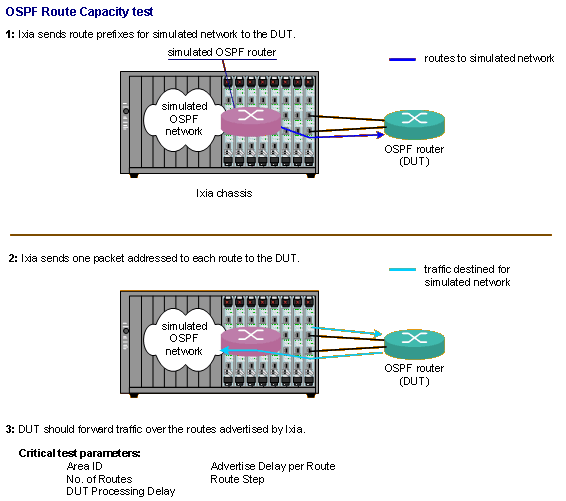 OSPF Route Capacity test
1: Ixia sends route prefixes for simulated network to the DUT.
simulated OSPF router
routes to simulated network
simulated
OSPF
network
OSPF router
(DUT)
Ixia chassis
2: Ixia sends one packet addressed to each route to the DUT.
traffic destined for
simulated network
simulated
OSPF
network
OSPF router
(DUT)
3: DUT should forward traffic over the routes advertised by Ixia.
Critical test parameters:
Area ID Advertise Delay per Route
No. of Routes Route Step
DUT Processing Delay